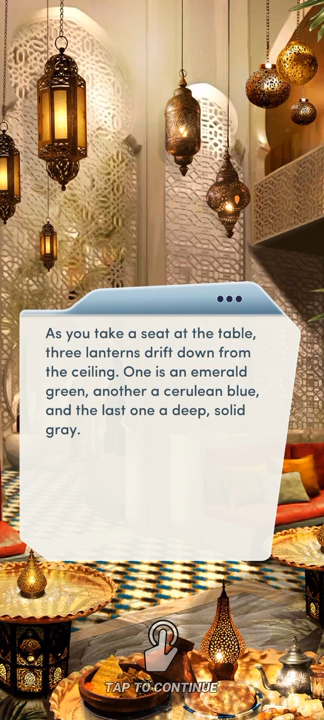 As you take a seat at the table,
three lanterns drift down from
the ceiling. One is an emerald
green, another a cerulean blue,
and the last one a deep, solid
gray.
TAP TO CONTINUE